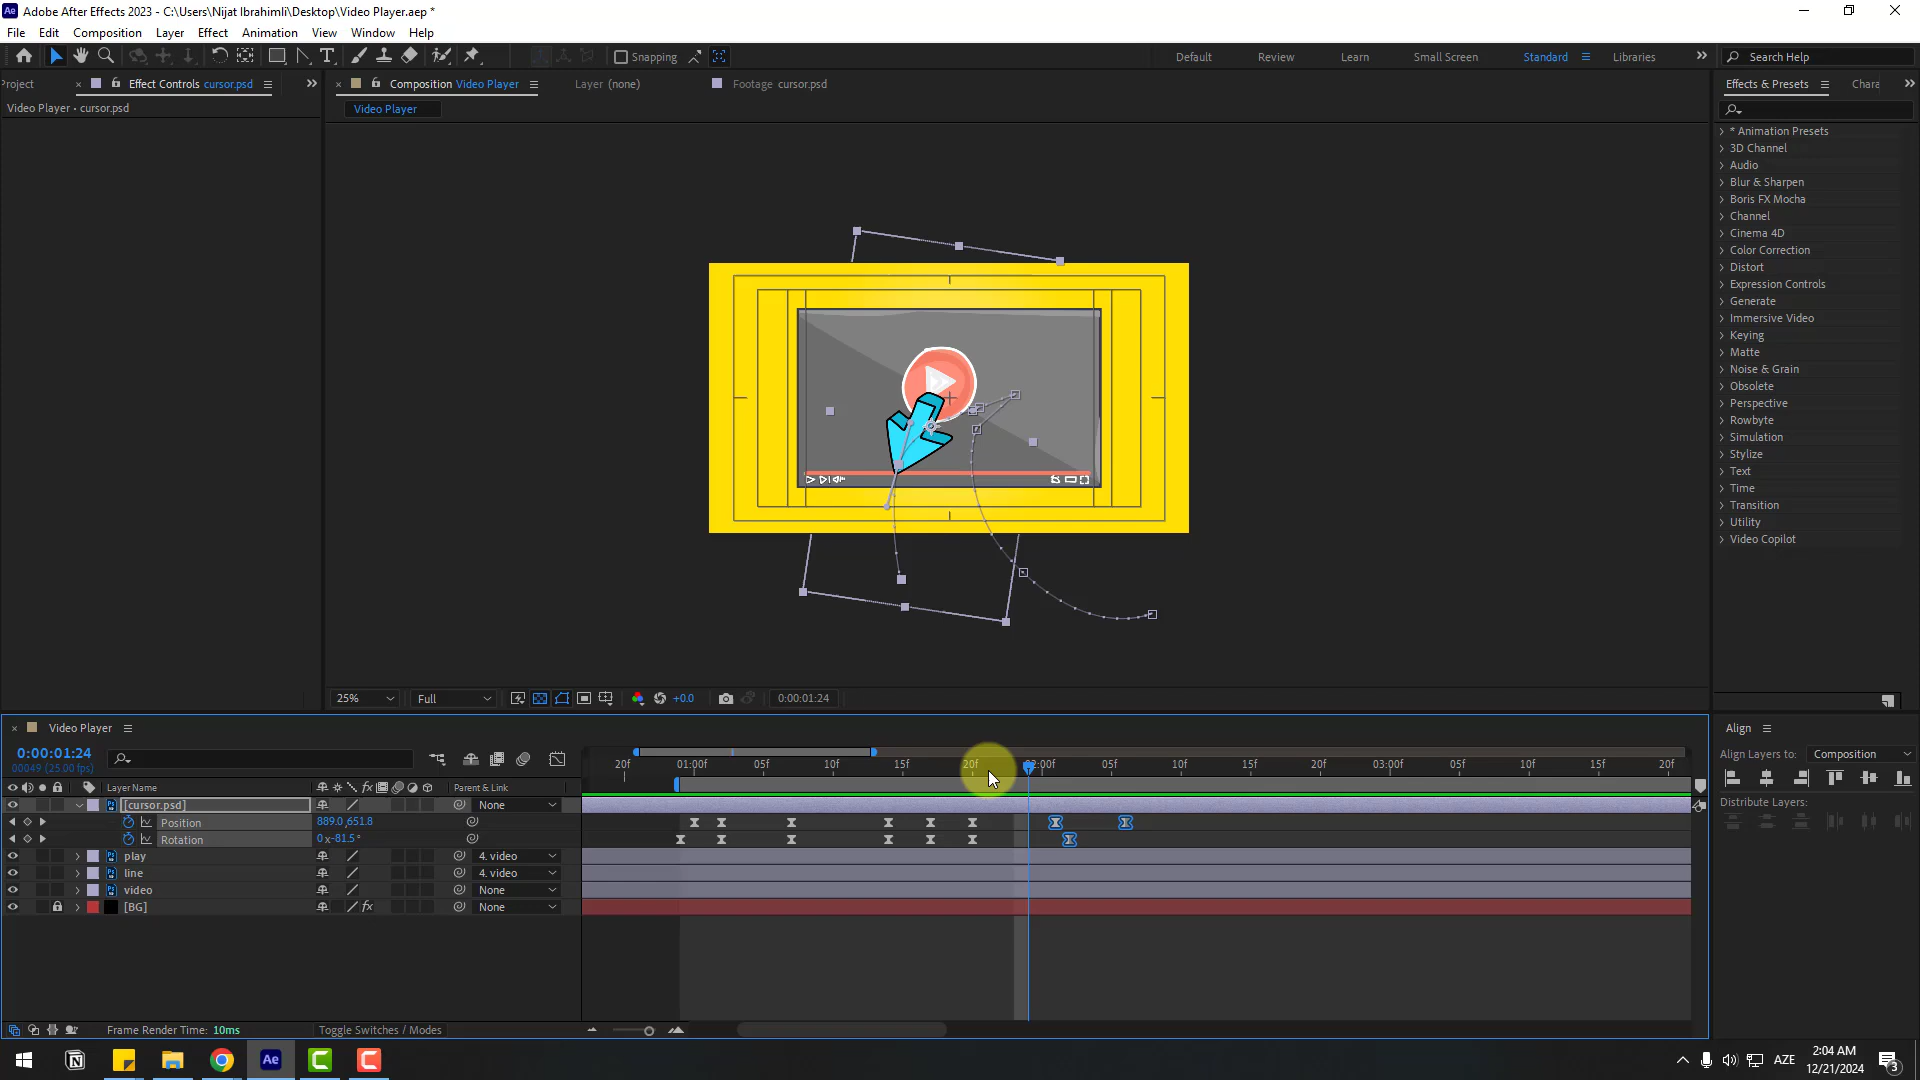 Adobe After Effects 2023 - C:\Users\Nijat Ibrahimli\Desktop\Video Player.aep *
File Edit Composition Layer Effect Animation View Window Help
Snapping
Default Review Learn Small Screen Standard Libraries
Search Help
Project
Effect Controls cursor.psd
Composition Video Player
Layer (none)
Footage cursor.psd
Effects & Presets
Chara
Video Player • cursor.psd
Video Player
* Animation Presets
3D Channel
Audio
Blur & Sharpen
Boris FX Mocha
Channel
Cinema 4D
Color Correction
Distort
Expression Controls
Generate
Immersive Video
Keying
Matte
Noise & Grain
Obsolete
Perspective
Rowbyte
Simulation
Stylize
Text
Time
Transition
Utility
Video Copilot
25% Full +0.0 0:00:01:24
Video Player
0:00:01:24
00049 (25.00 fps)
20f 01:00f 05f 10f 15f 20f 02:00f 05f 10f 15f 20f 03:00f 05f 10f 15f 20f
Layer Name Parent & Link
[cursor.psd] None
Position 889.0,651.8
Rotation 0x-81.5°
play 4. video
line 4. video
video None
[BG] None
Align
Align Layers to: Composition
Distribute Layers:
Frame Render Time: 10ms
Toggle Switches / Modes
AZE
2:04 AM
12/21/2024
3